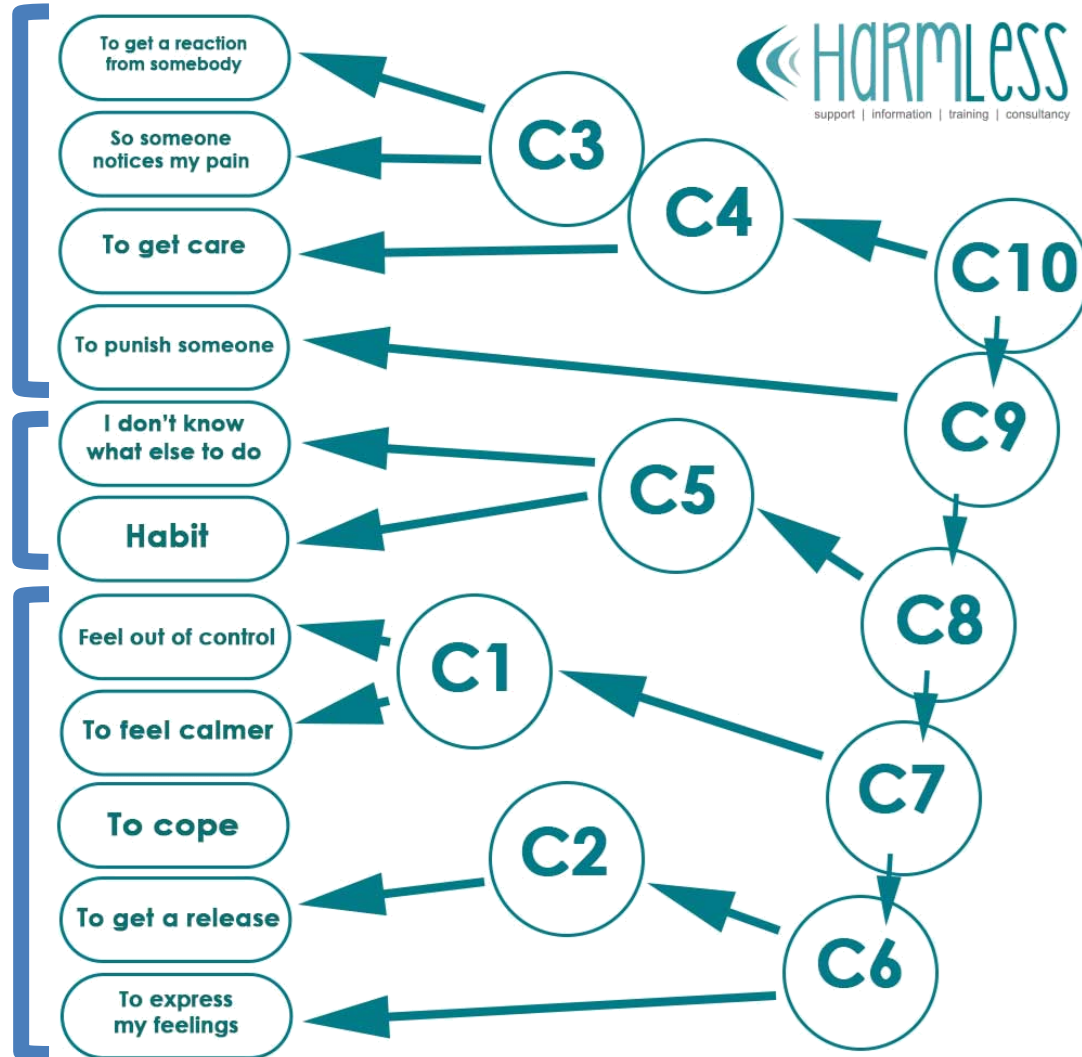 To get a reaction
from somebody
HARMLESS
support | information | training | consultancy
So someone
notices my pain
C3
C4
To get care
C10
To punish someone
C9
I don't know
what else to do
C5
Habit
C8
Feel out of control
C1
To feel calmer
C7
To cope
C2
To get a release
C6
To express
my feelings